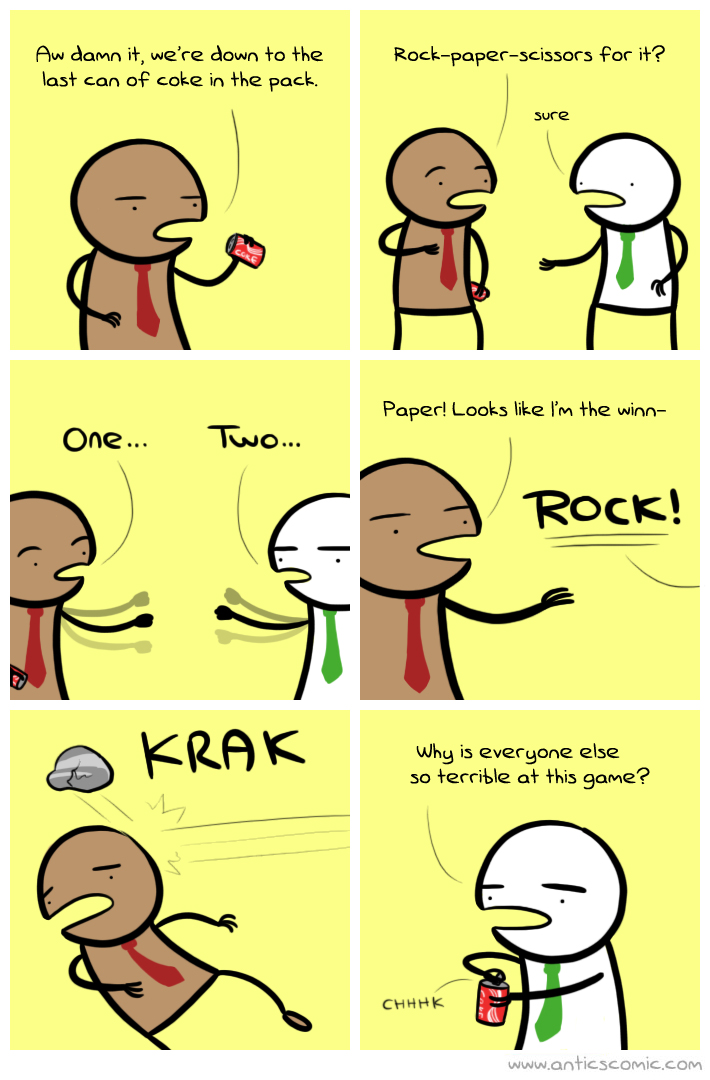 Aw damn it, we're down to the
last can of coke in the pack.
COKE
Rock-paper-scissors for it?
sure
One...
Two...
Paper! Looks like I'm the winn-
ROCK!
KRAK
Why is everyone else
so terrible at this game?
CHHHK
COKE
www.anticscomic.com